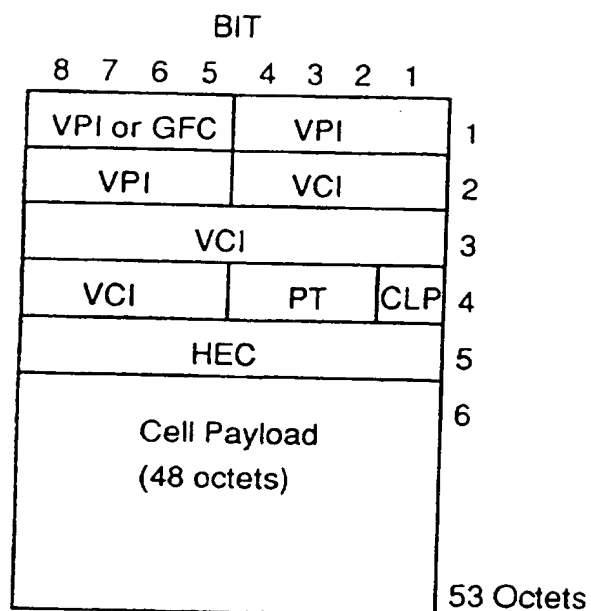 BIT
8 7 6 5 4 3 2 1
VPI or GFC VPI 1
VPI VCI 2
VCI 3
VCI PT CLP 4
HEC 5
6
Cell Payload
(48 octets)
53 Octets